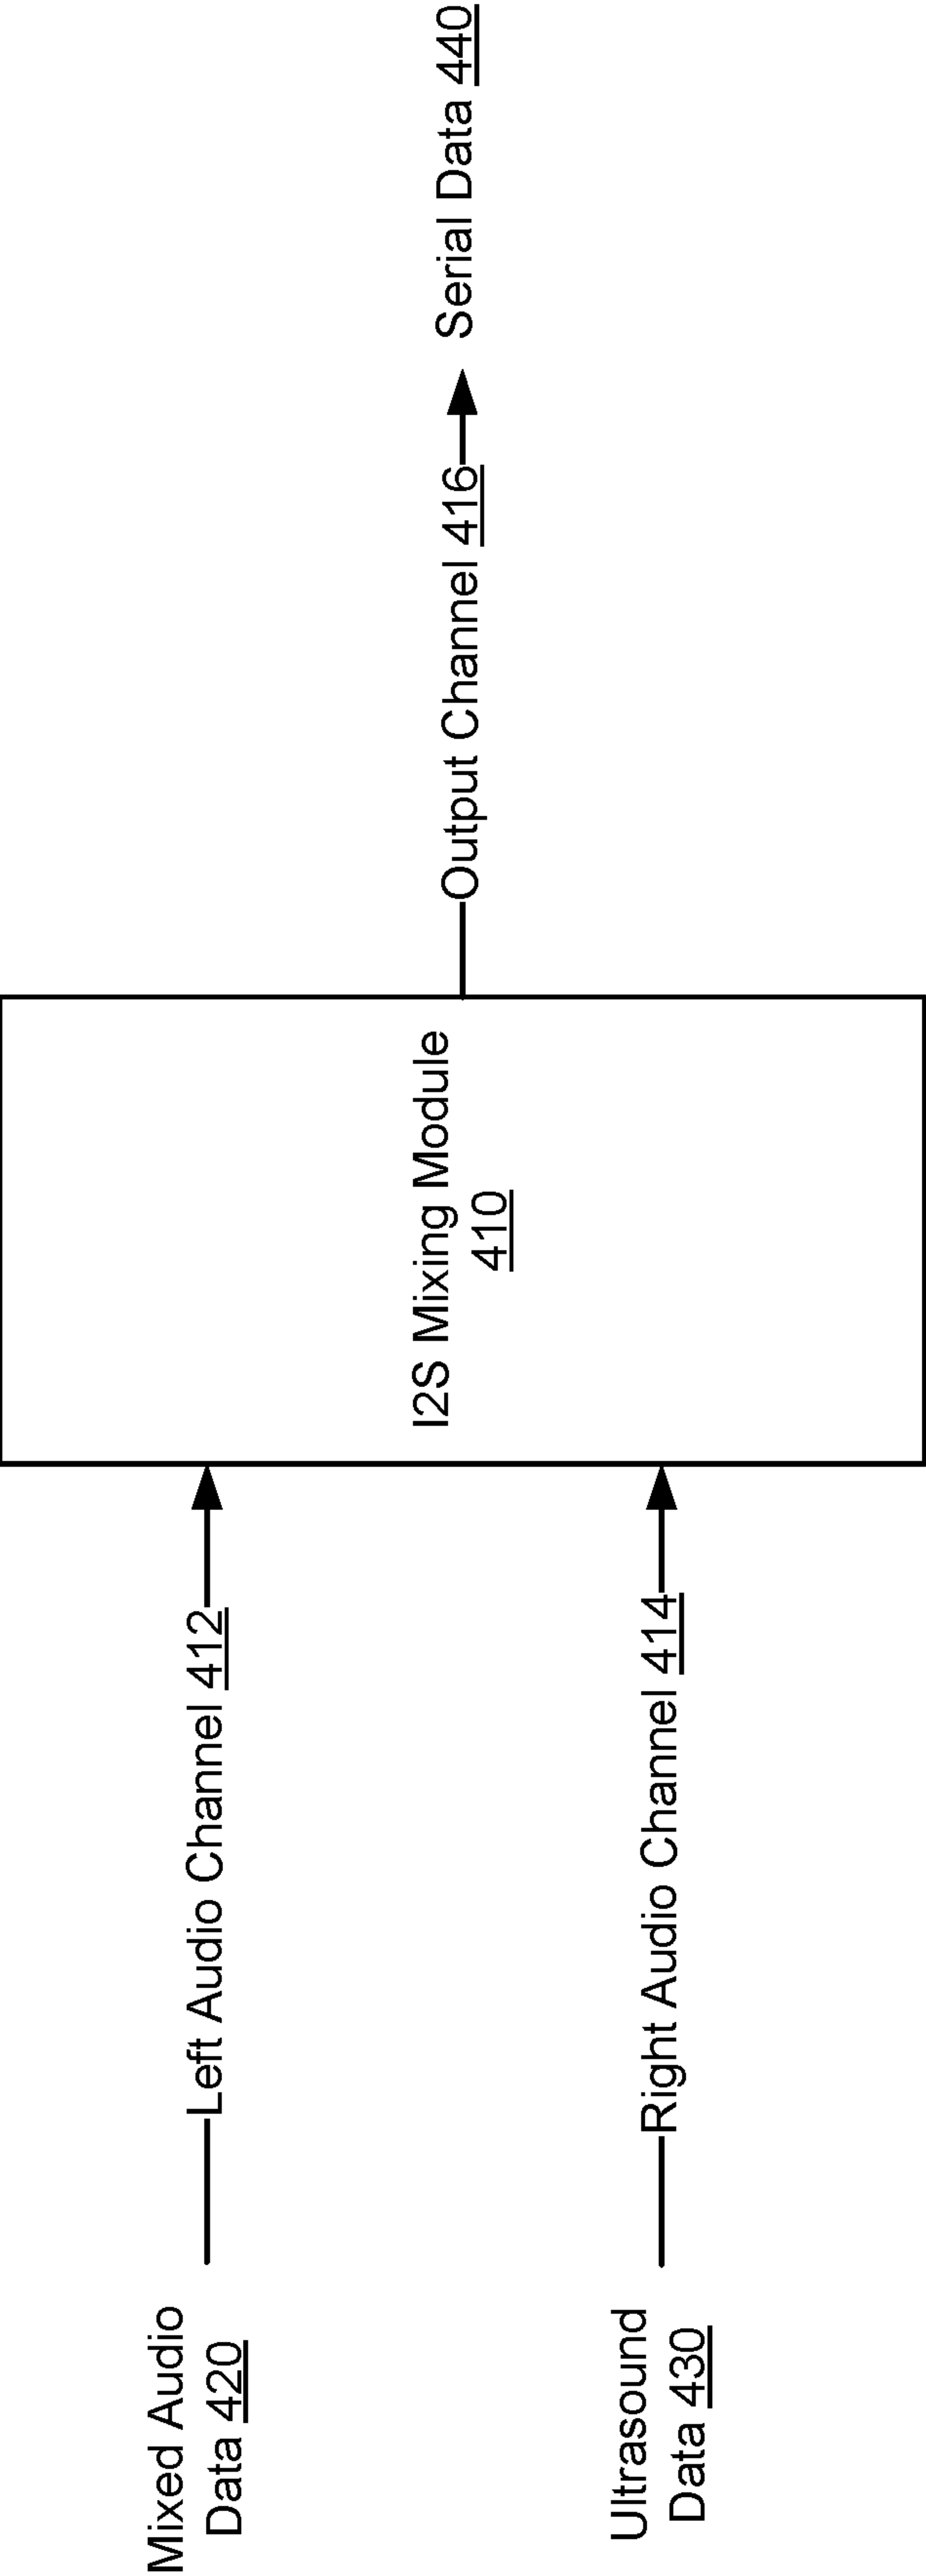 Mixed Audio
Data 420
Left Audio Channel 412
Ultrasound
Data 430
Right Audio Channel 414
I2S Mixing Module
410
Output Channel 416
Serial Data 440